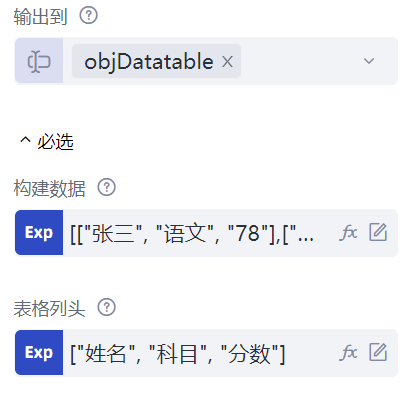 输出到
objDatatable
必选
构建数据
Exp [["张三", "语文", "78"],["... fx
表格列头
Exp ["姓名", "科目", "分数"] fx